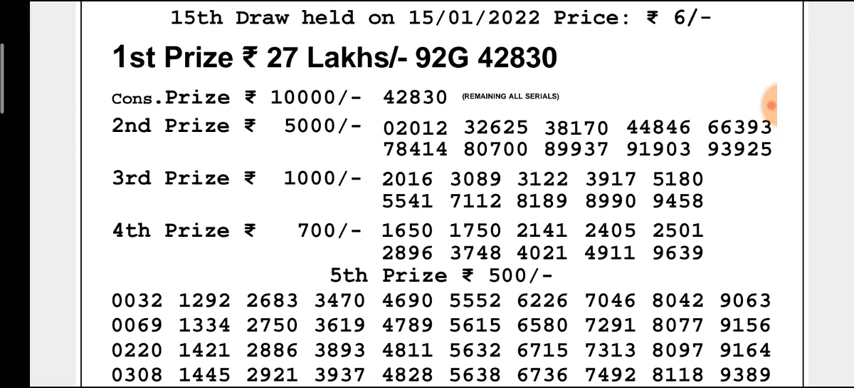 15th Draw held on 15/01/2022 Price: ₹ 6/-
1st Prize ₹ 27 Lakhs/- 92G 42830
Cons.Prize ₹ 10000/- 42830 (REMAINING ALL SERIALS)
2nd Prize ₹ 5000/- 02012 32625 38170 44846 66393
78414 80700 89937 91903 93925
3rd Prize ₹ 1000/- 2016 3089 3122 3917 5180
5541 7112 8189 8990 9458
4th Prize ₹ 700/- 1650 1750 2141 2405 2501
2896 3748 4021 4911 9639
5th Prize ₹ 500/-
0032 1292 2683 3470 4690 5552 6226 7046 8042 9063
0069 1334 2750 3619 4789 5615 6580 7291 8077 9156
0220 1421 2886 3893 4811 5632 6715 7313 8097 9164
0308 1445 2921 3937 4828 5638 6736 7492 8118 9389